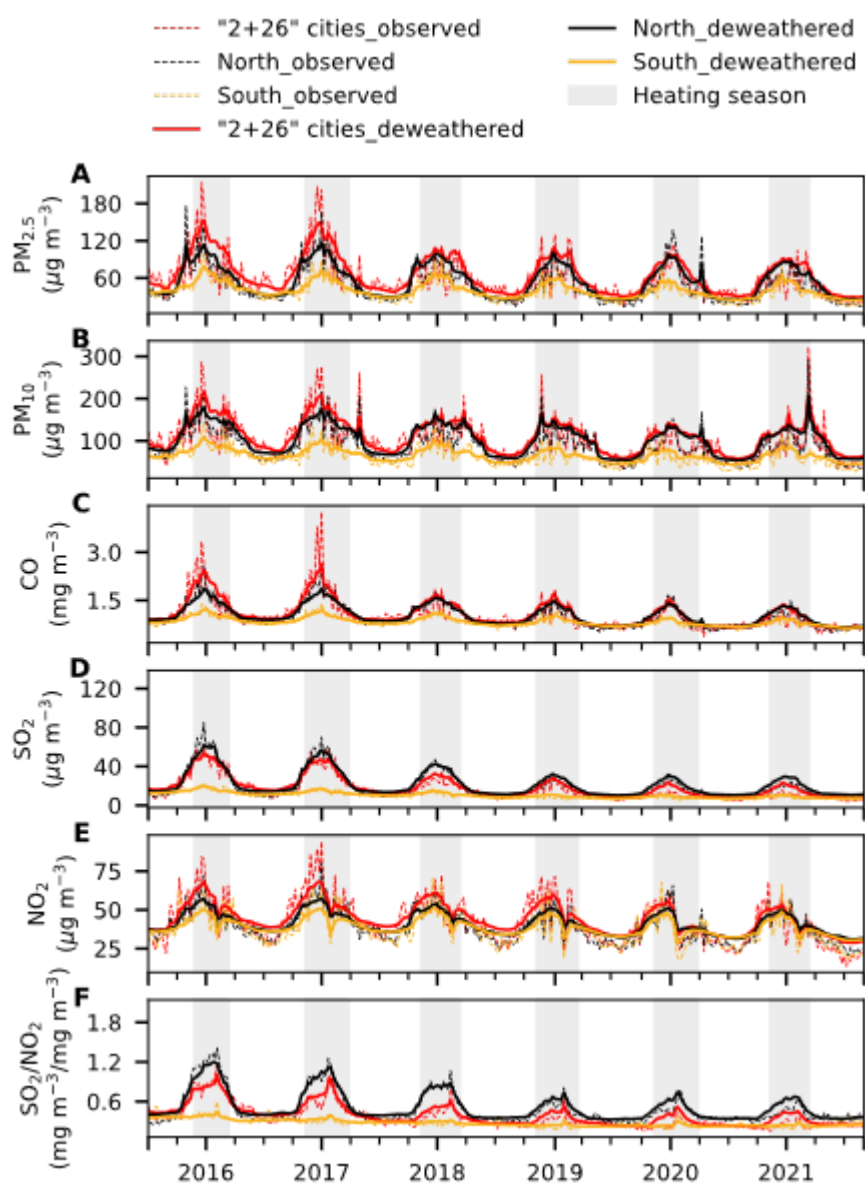 "2+26" cities_observed
North_observed
South_observed
"2+26" cities_deweathered
North_deweathered
South_deweathered
Heating season
A
PM2.5
(μg m−3)
180
120
60
B
PM10
(μg m−3)
300
200
100
C
CO
(mg m−3)
3.0
1.5
D
SO2
(μg m−3)
120
80
40
0
E
NO2
(μg m−3)
75
50
25
F
SO2/NO2
(mg m−3/mg m−3)
1.8
1.2
0.6
2016 2017 2018 2019 2020 2021